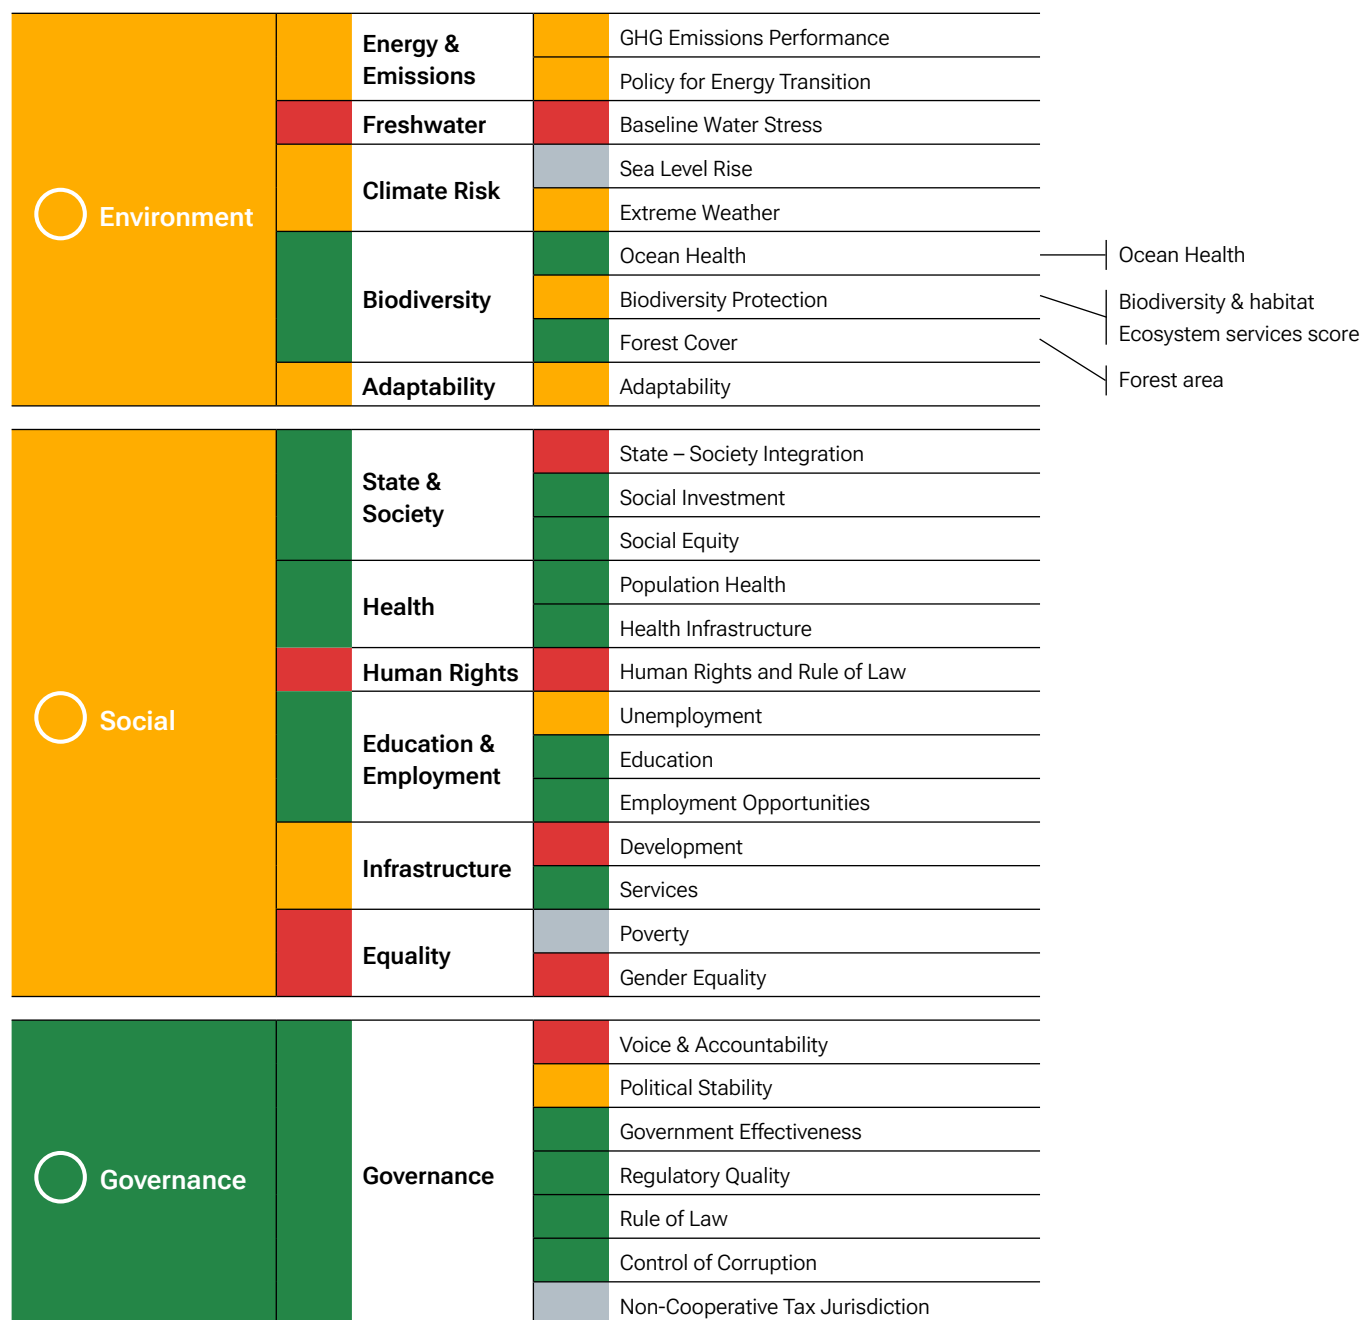 Environment
Energy &
Emissions
GHG Emissions Performance
Policy for Energy Transition
Freshwater
Baseline Water Stress
Climate Risk
Sea Level Rise
Extreme Weather
Biodiversity
Ocean Health
Biodiversity Protection
Forest Cover
Ocean Health
Biodiversity & habitat
Ecosystem services score
Forest area
Adaptability
Adaptability
Social
State &
Society
State – Society Integration
Social Investment
Social Equity
Health
Population Health
Health Infrastructure
Human Rights
Human Rights and Rule of Law
Education &
Employment
Unemployment
Education
Employment Opportunities
Infrastructure
Development
Services
Equality
Poverty
Gender Equality
Governance
Governance
Voice & Accountability
Political Stability
Government Effectiveness
Regulatory Quality
Rule of Law
Control of Corruption
Non-Cooperative Tax Jurisdiction